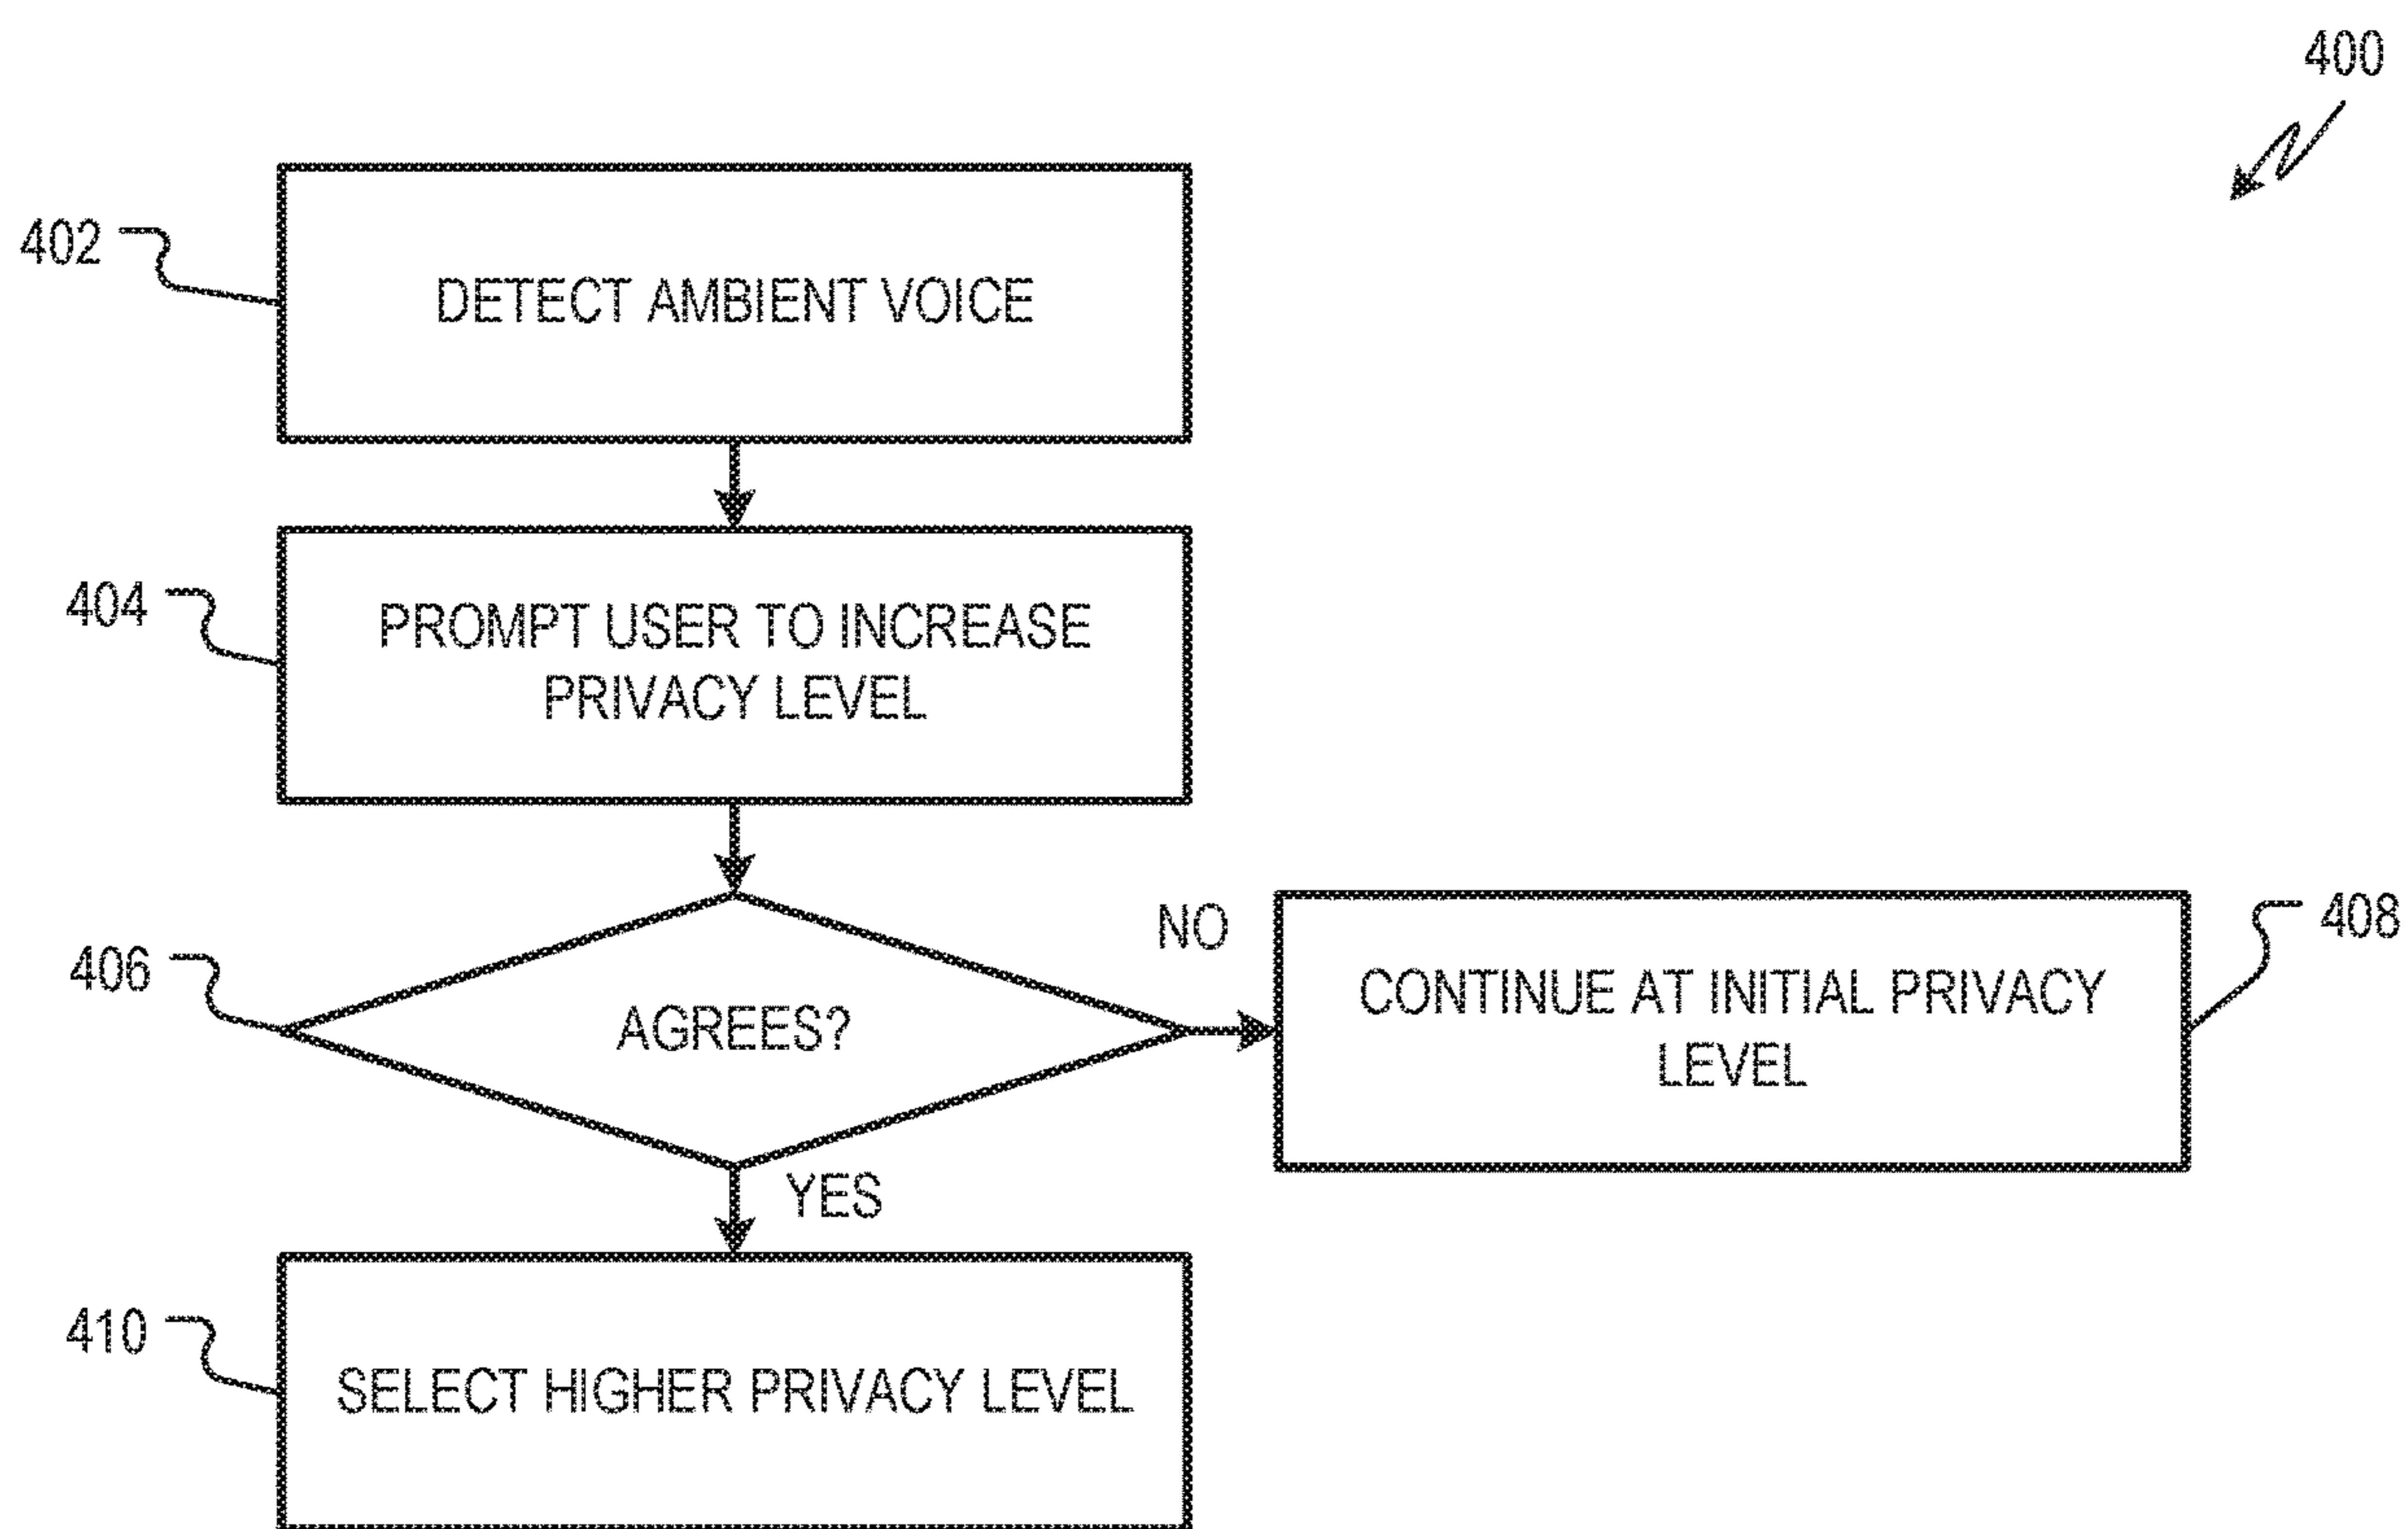 400
402
DETECT AMBIENT VOICE
404
PROMPT USER TO INCREASE
PRIVACY LEVEL
406
AGREES?
NO
CONTINUE AT INITIAL PRIVACY
LEVEL
408
YES
410
SELECT HIGHER PRIVACY LEVEL